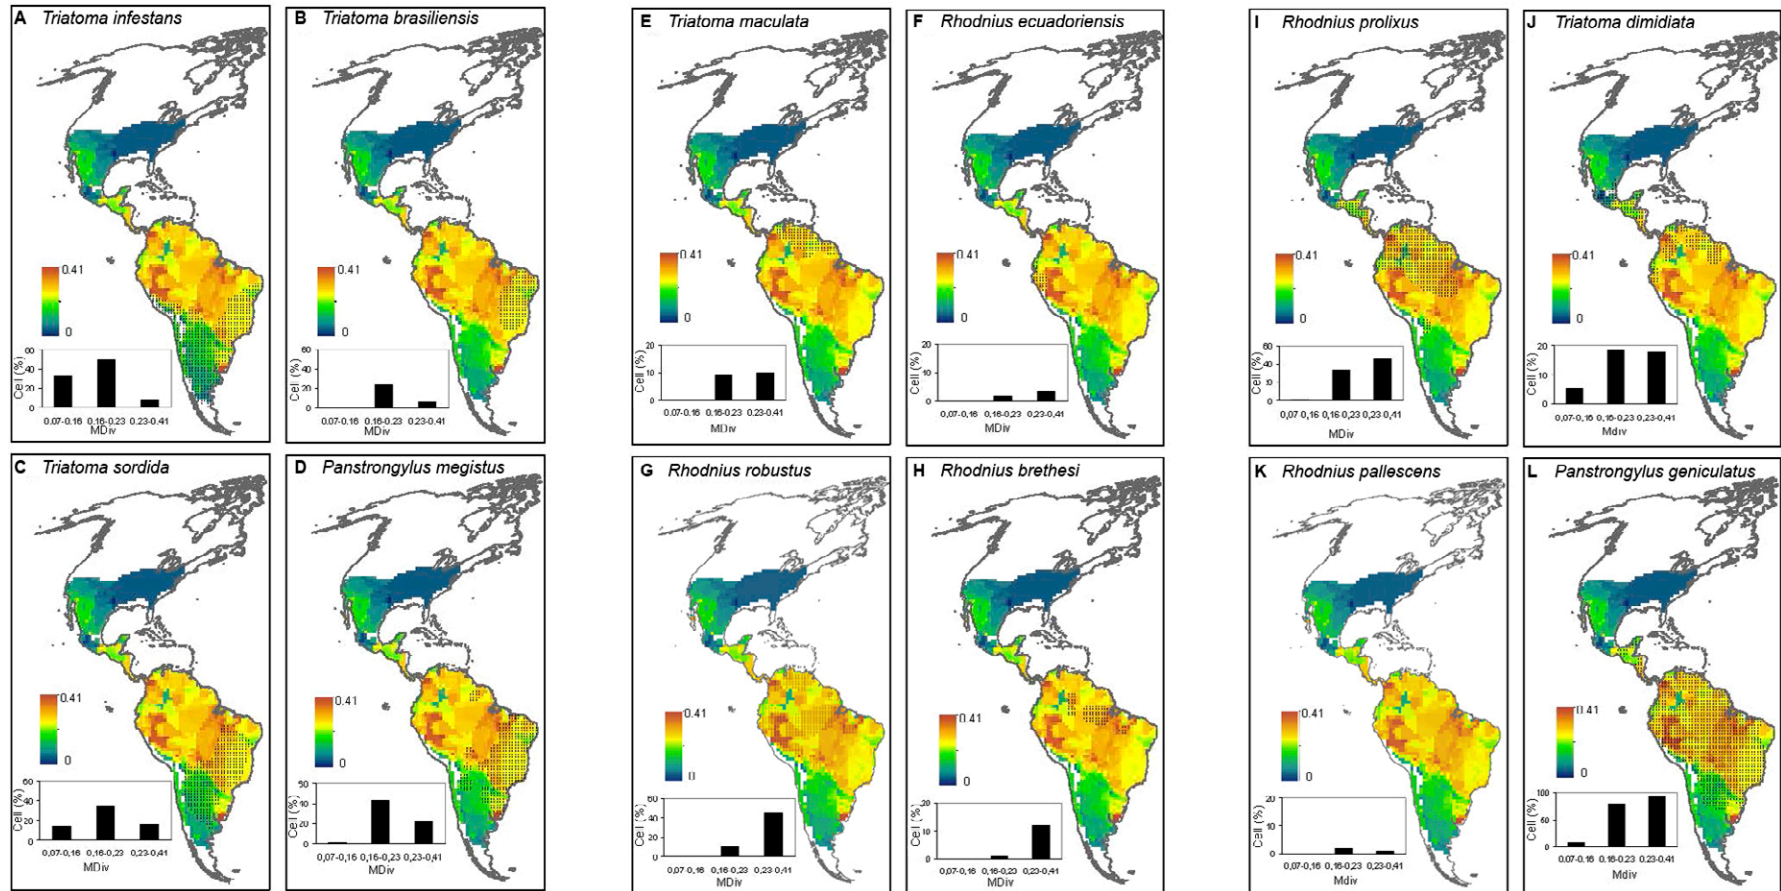 A Triatoma infestans
0.41
0
Cell (%)
60
40
20
0
0,07-0,16 0,16-0,23 0,23-0,41
MDiv
B Triatoma brasiliensis
0.41
0
Cell (%)
60
40
20
0
0,07-0,16 0,16-0,23 0,23-0,41
MDiv
E Triatoma maculata
0.41
0
Cell (%)
20
10
0
0,07-0,16 0,16-0,23 0,23-0,41
MDiv
F Rhodnius ecuadoriensis
0.41
0
Cell (%)
20
10
0
0,07-0,16 0,16-0,23 0,23-0,41
MDiv
I Rhodnius prolixus
0.41
0
Cell (%)
60
40
0
0,07 0,16 0,16 0,23 0,23 0,41
MDiv
J Triatoma dimidiata
0.41
0
Cell (%)
20
10
0
0,07-0,16 0,16-0,23 0,23-0,41
Mdiv
C Triatoma sordida
0.41
0
Cell (%)
60
40
20
0
0,07-0,16 0,16-0,23 0,23-0,41
MDiv
D Panstrongylus megistus
0.41
0
Cell (%)
40
20
0
0,07-0,16 0,16-0,23 0,23-0,41
MDiv
G Rhodnius robustus
0.41
0
Cell (%)
60
40
20
0
0,07-0,16 0,16 0,23 0,23 0,41
MDiv
H Rhodnius brethesi
0.41
0
Cell (%)
20
10
0
0,07-0,16 0,16-0,23 0,23-0,41
MDiv
K Rhodnius pallescens
0.41
0
Cell (%)
20
10
0
0,07-0,16 0,16-0,23 0,23-0,41
MDiv
L Panstrongylus geniculatus
0.41
0
Cell (%)
100
50
0
0,07-0,16 0,16-0,23 0,23-0,41
Mdiv